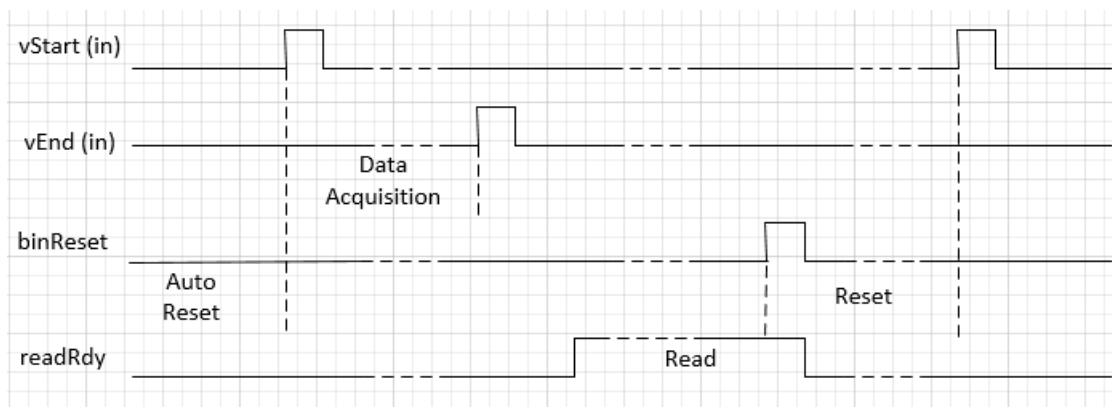 vStart (in)
vEnd (in)
Data
Acquisition
binReset
Auto
Reset
Reset
readRdy
Read